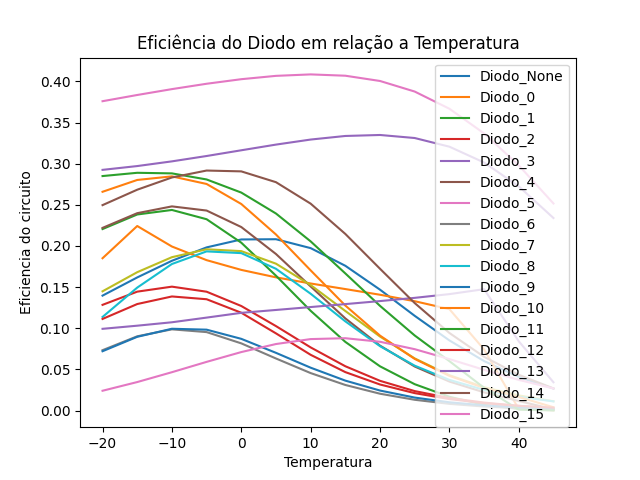 Eficiência do Diodo em relação a Temperatura
Eficiencia do circuito
0.40
0.35
0.30
0.25
0.20
0.15
0.10
0.05
0.00
−20
−10
0
10
20
30
40
Temperatura
Diodo_None
Diodo_0
Diodo_1
Diodo_2
Diodo_3
Diodo_4
Diodo_5
Diodo_6
Diodo_7
Diodo_8
Diodo_9
Diodo_10
Diodo_11
Diodo_12
Diodo_13
Diodo_14
Diodo_15